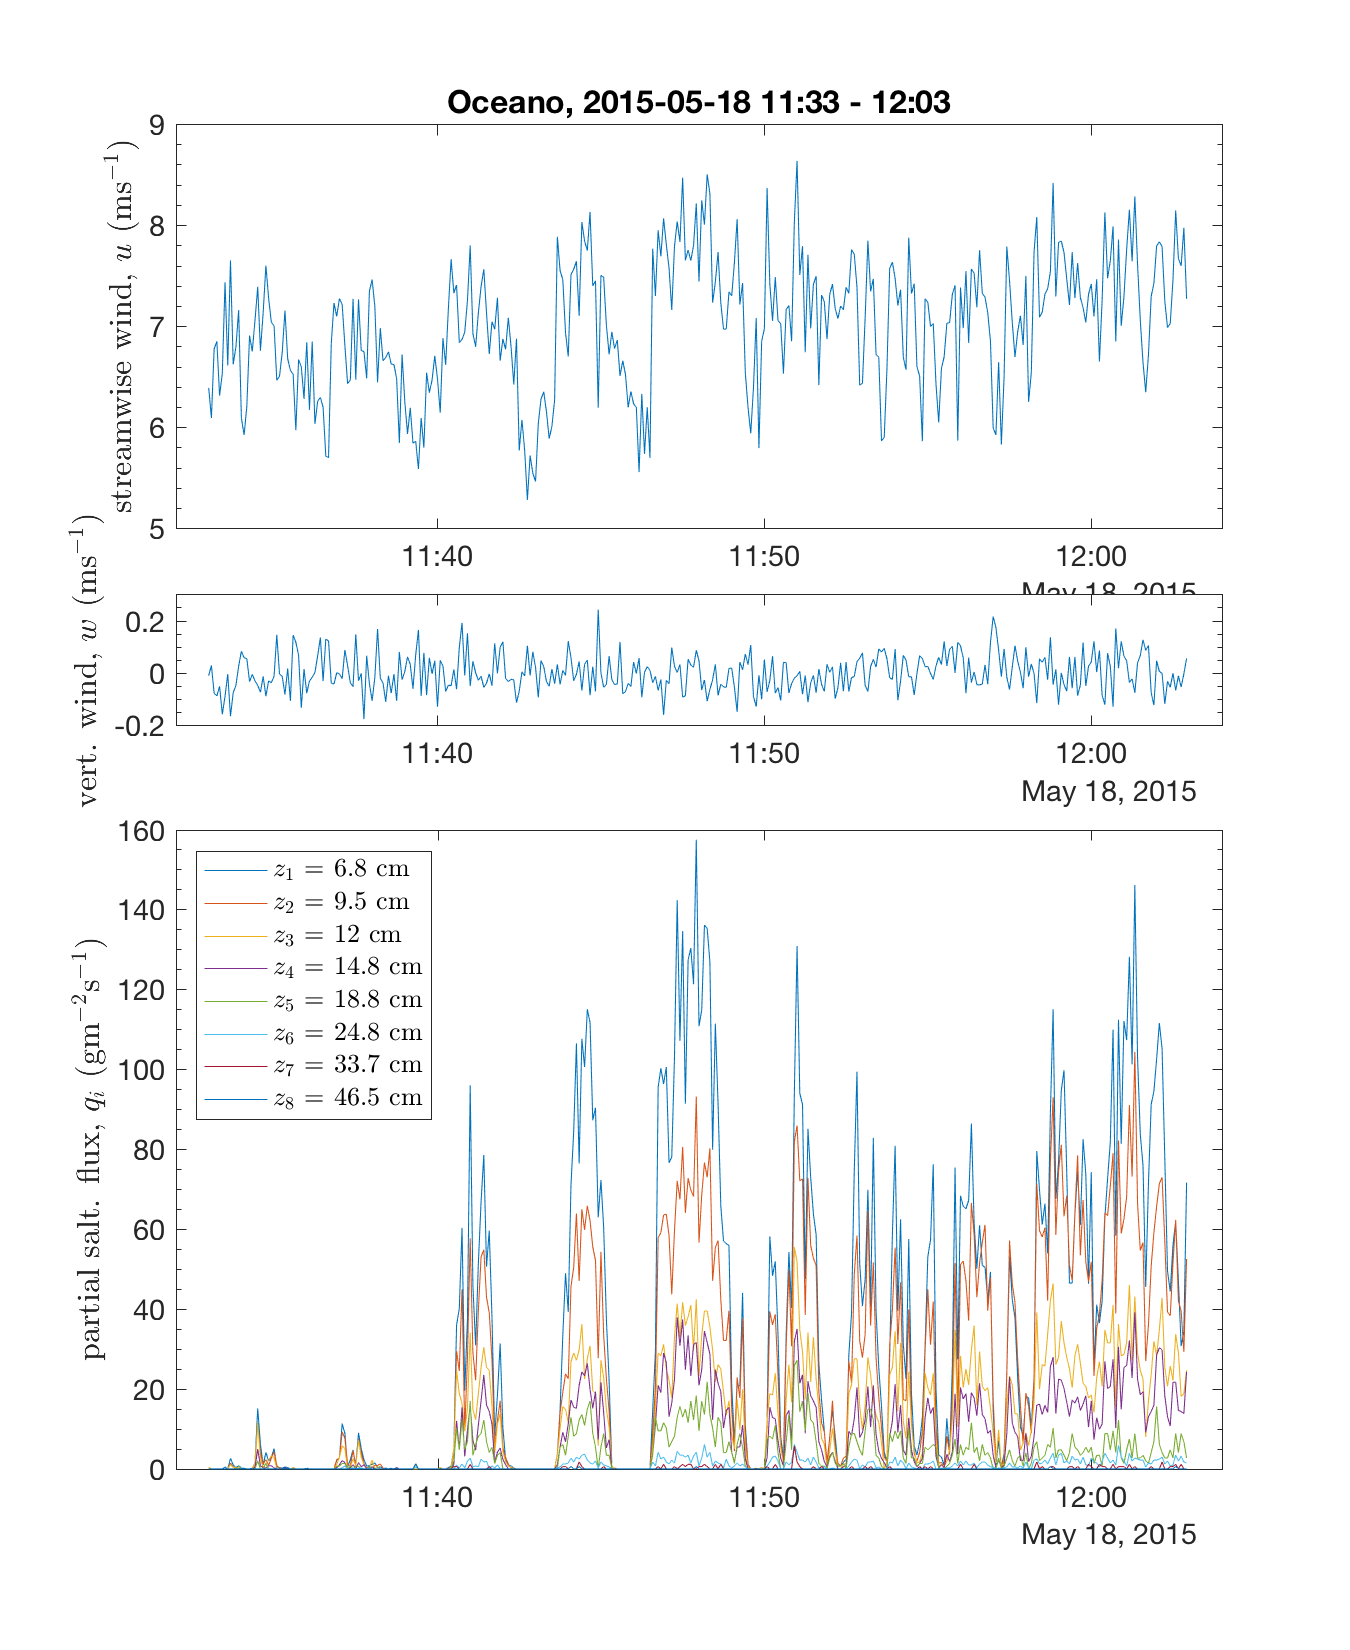 Oceano, 2015-05-18 11:33 - 12:03
streamwise wind, u (ms⁻¹)
9
8
7
6
5
11:40 11:50 12:00
May 18, 2015
vert. wind, w (ms⁻¹)
0.2
0
-0.2
11:40 11:50 12:00
May 18, 2015
partial salt. flux, qᵢ (gm⁻²s⁻¹)
160
140
120
100
80
60
40
20
0
z₁ = 6.8 cm
z₂ = 9.5 cm
z₃ = 12 cm
z₄ = 14.8 cm
z₅ = 18.8 cm
z₆ = 24.8 cm
z₇ = 33.7 cm
z₈ = 46.5 cm
11:40 11:50 12:00
May 18, 2015